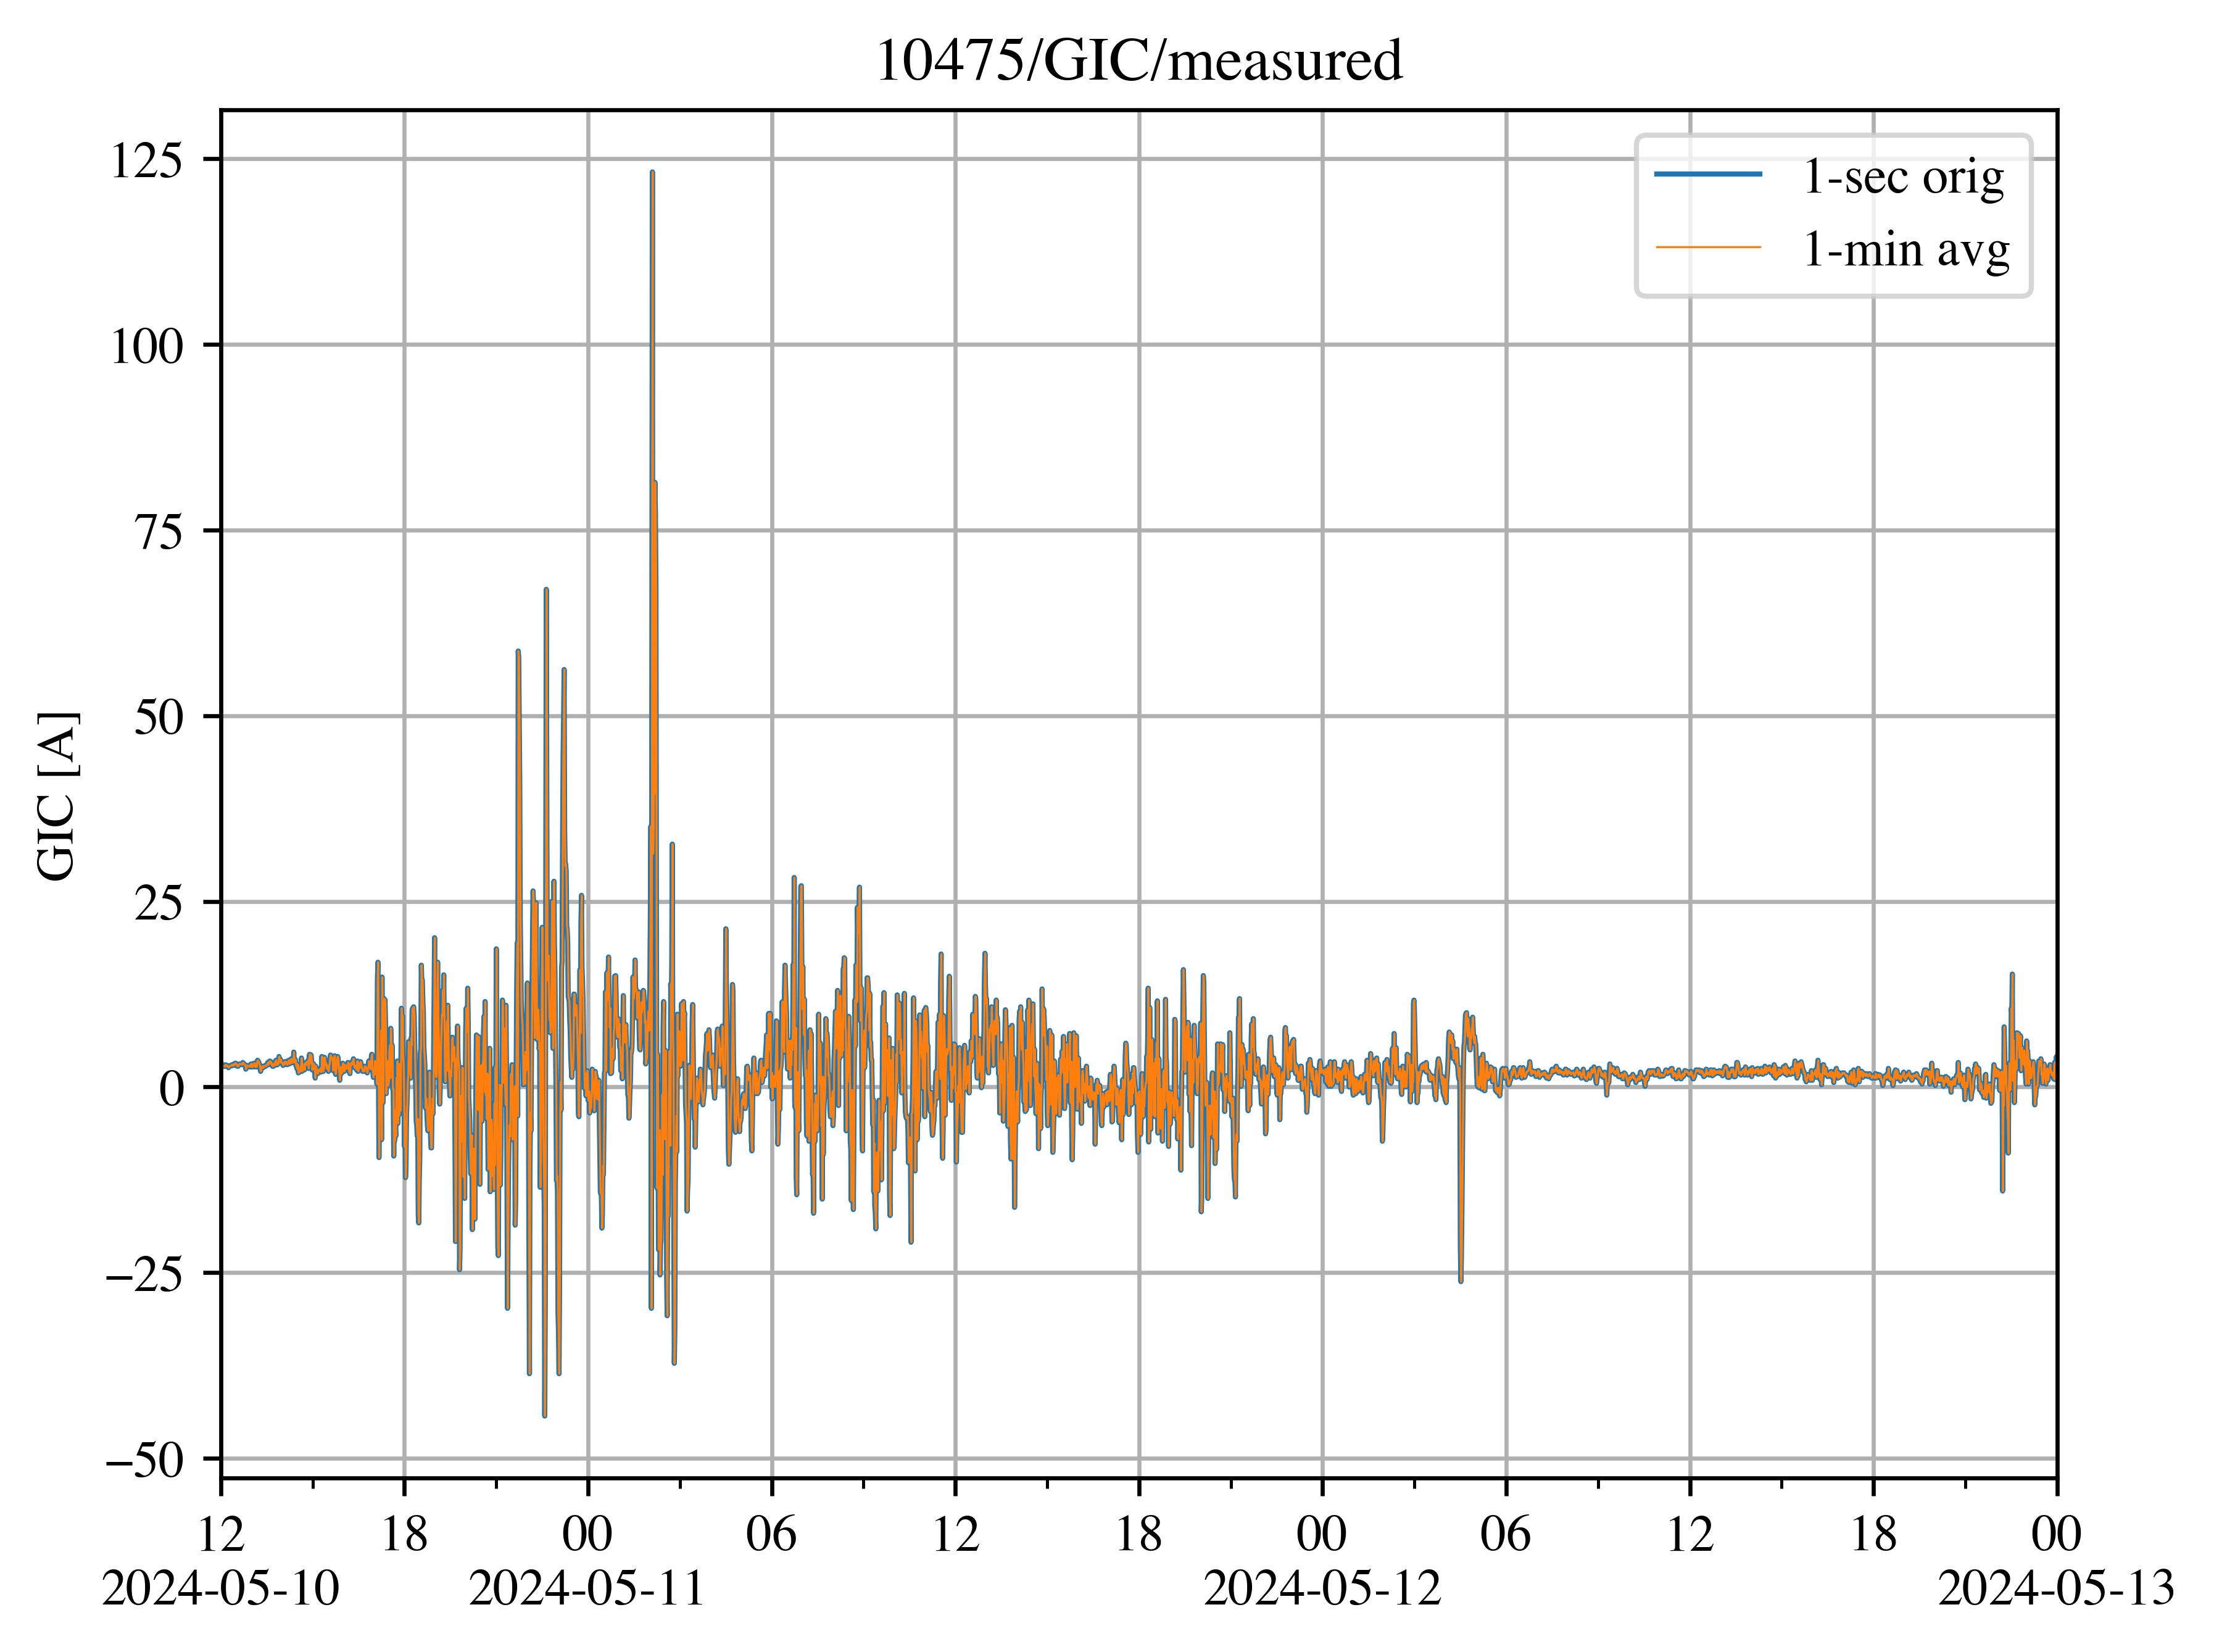 10475/GIC/measured
1-sec orig
1-min avg
GIC [A]
125
100
75
50
25
0
−25
−50
12 18 00 06 12 18 00 06 12 18 00
2024-05-10 2024-05-11 2024-05-12 2024-05-13